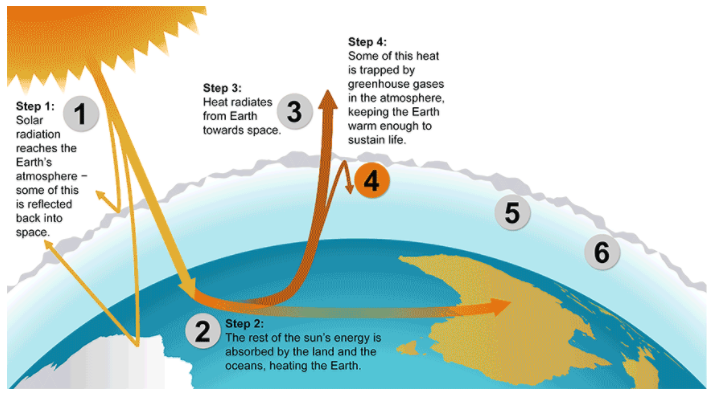 Step 1:
Solar
radiation
reaches the
Earth's
atmosphere –
some of this
is reflected
back into
space.
1
Step 3:
Heat radiates
from Earth
towards space.
3
Step 4:
Some of this heat
is trapped by
greenhouse gases
in the atmosphere,
keeping the Earth
warm enough to
sustain life.
4
5
6
2
Step 2:
The rest of the sun's energy is
absorbed by the land and the
oceans, heating the Earth.